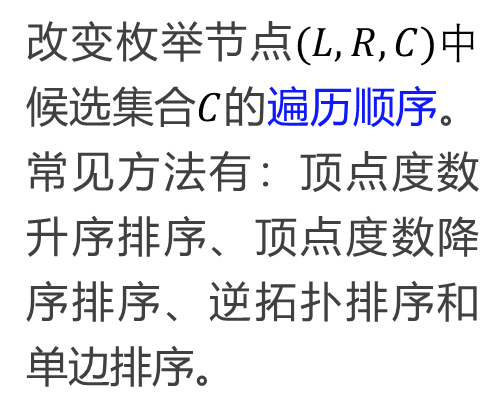 改变枚举节点(L, R, C)中
候选集合C的遍历顺序。
常见方法有：顶点度数
升序排序、顶点度数降
序排序、逆拓扑排序和
单边排序。